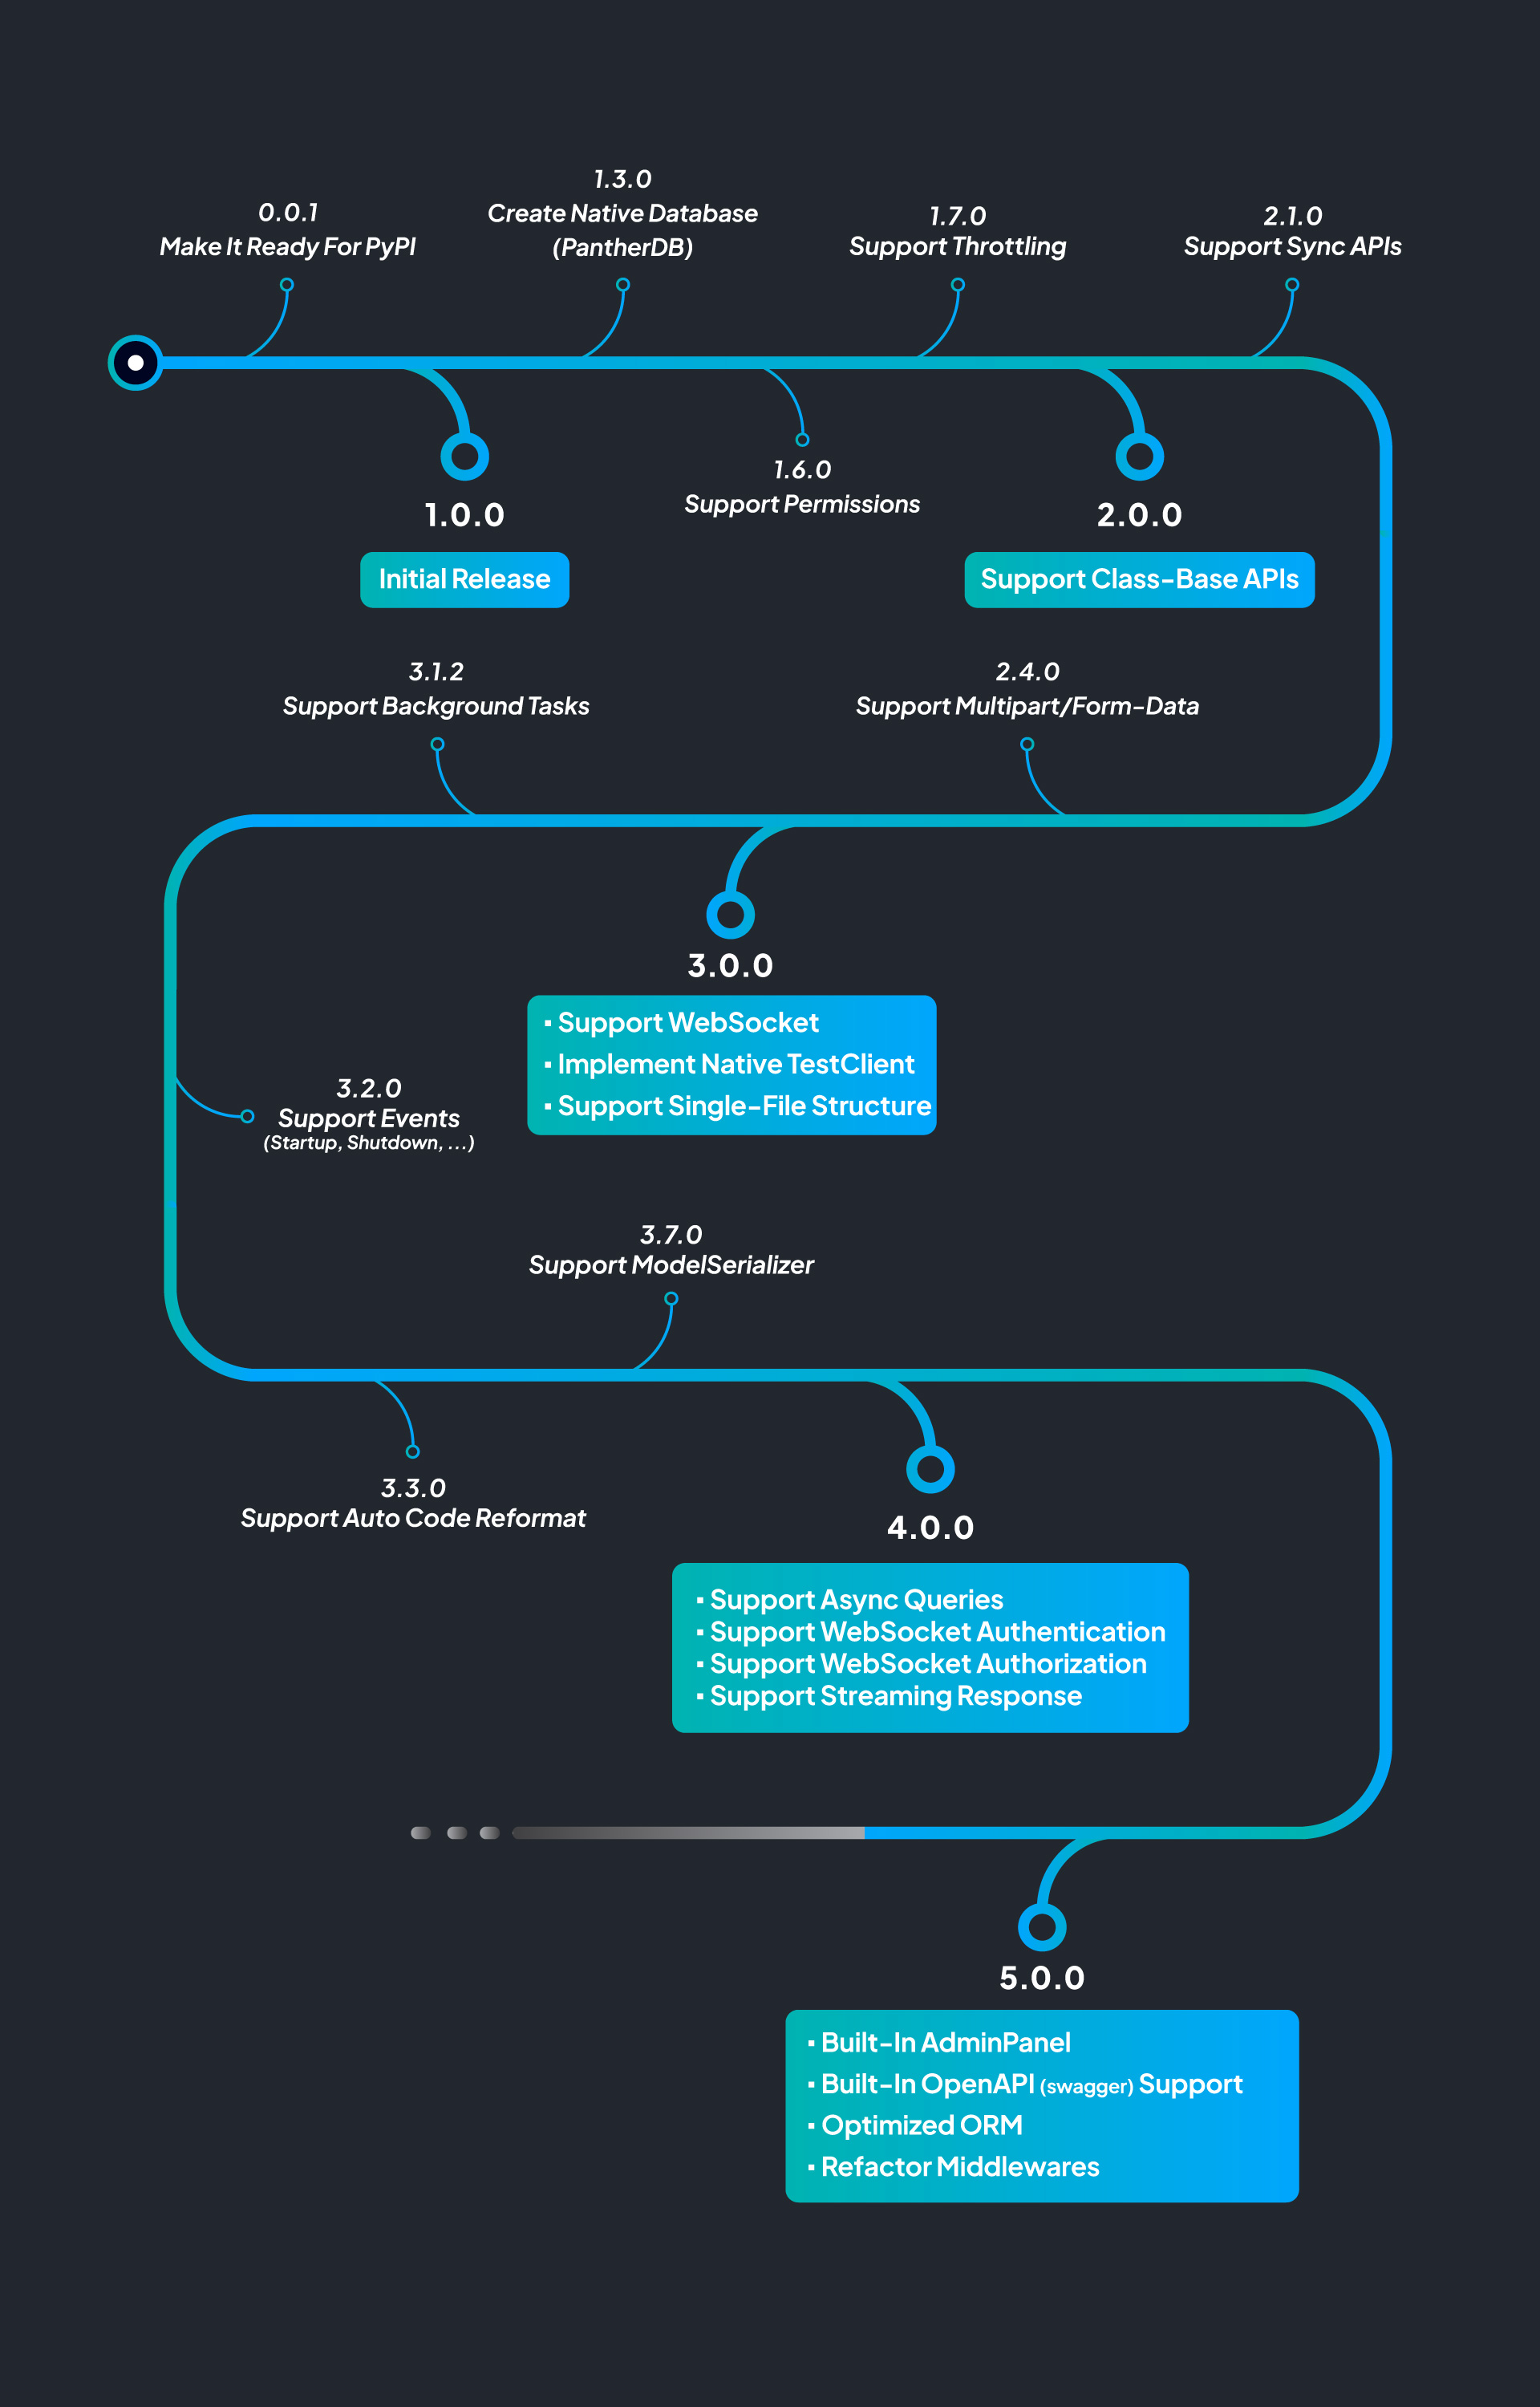 0.0.1
Make It Ready For PyPI
1.3.0
Create Native Database
(PantherDB)
1.7.0
Support Throttling
2.1.0
Support Sync APIs
1.0.0
Initial Release
1.6.0
Support Permissions
2.0.0
Support Class-Base APIs
3.1.2
Support Background Tasks
2.4.0
Support Multipart/Form-Data
3.0.0
▪ Support WebSocket
▪ Implement Native TestClient
▪ Support Single-File Structure
3.2.0
Support Events
(Startup, Shutdown, ...)
3.7.0
Support ModelSerializer
3.3.0
Support Auto Code Reformat
4.0.0
▪ Support Async Queries
▪ Support WebSocket Authentication
▪ Support WebSocket Authorization
▪ Support Streaming Response
5.0.0
▪ Built-In AdminPanel
▪ Built-In OpenAPI (swagger) Support
▪ Optimized ORM
▪ Refactor Middlewares